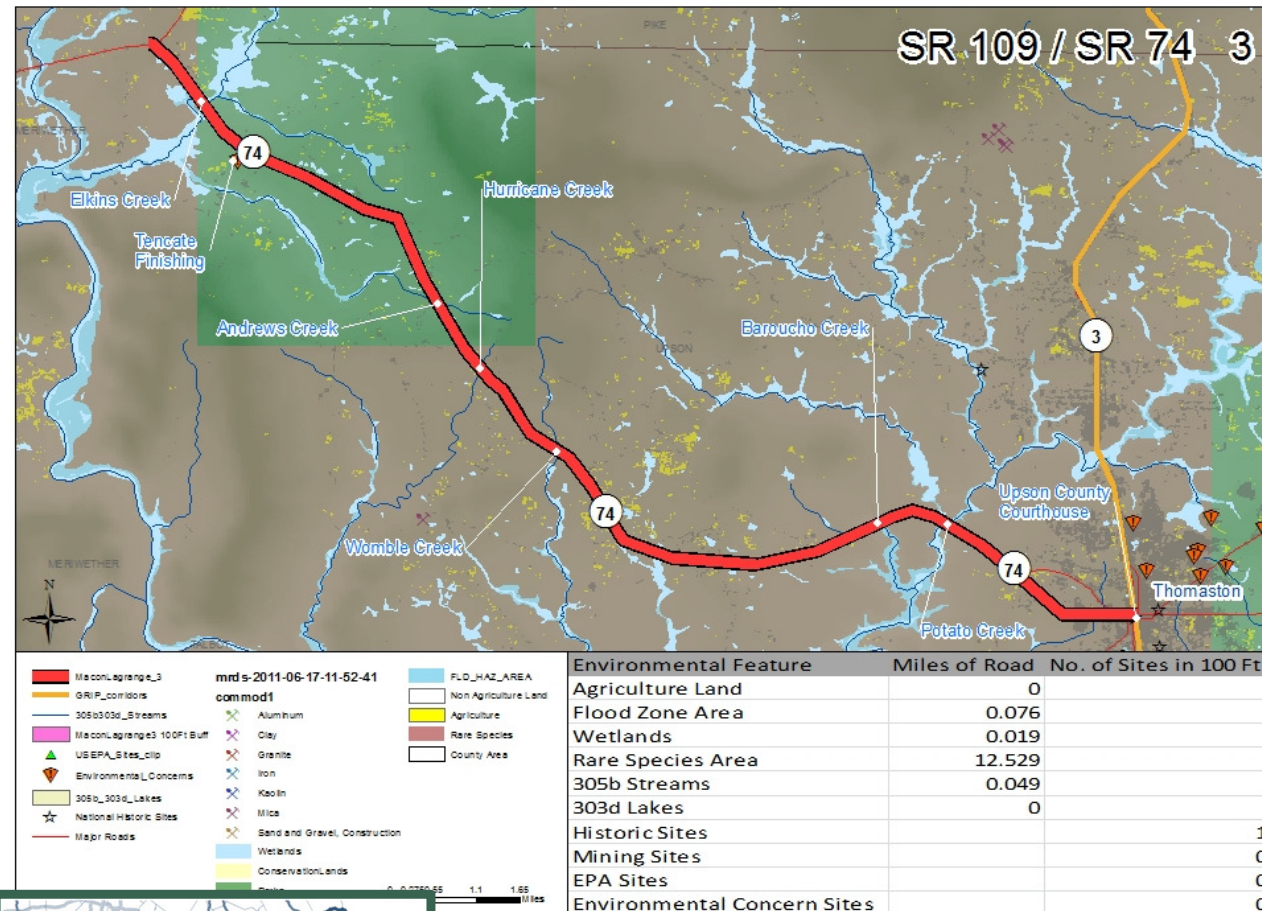 PIKE
SR 109 / SR 74 3
MERIWETHER
74
Elkins Creek
Hurricane Creek
Tencate
Finishing
Andrews Creek
Baroucho Creek
3
UPSON
74
Upson County
Courthouse
Womble Creek
MERIWETHER
N
74
Thomaston
Potato Creek
MaconLagrange_3
GRIP_corridors
305b303d_Streams
MaconLagrange3 100Ft Buff
USEPA_Sites_clip
Environmental_Concerns
305b_303d_Lakes
National Historic Sites
Major Roads
mrds-2011-06-17-11-52-41
commod1
Aluminum
Clay
Granite
Iron
Kaolin
Mica
Sand and Gravel, Construction
Wetlands
ConservationLands
FLD_HAZ_AREA
Non Agriculture Land
Agriculture
Rare Species
County Area
1.1 1.65
Miles
Environmental Feature Miles of Road No. of Sites in 100 Ft
Agriculture Land 0
Flood Zone Area 0.076
Wetlands 0.019
Rare Species Area 12.529
305b Streams 0.049
303d Lakes 0
Historic Sites 1
Mining Sites 0
EPA Sites 0
Environmental Concern Sites 0